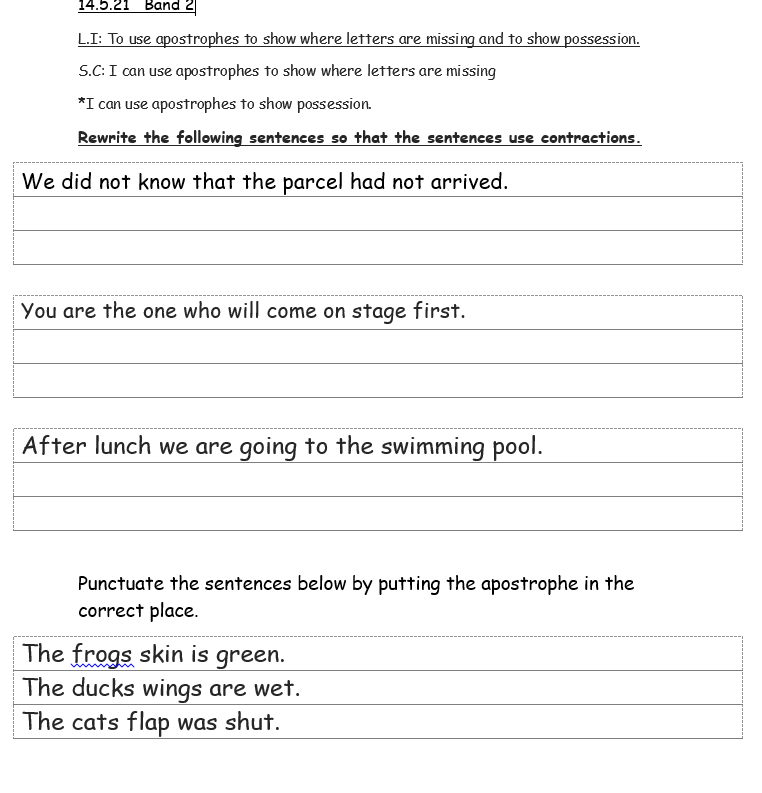 14.5.21 Band 2
L.I: To use apostrophes to show where letters are missing and to show possession.
S.C: I can use apostrophes to show where letters are missing
*I can use apostrophes to show possession.
Rewrite the following sentences so that the sentences use contractions.
We did not know that the parcel had not arrived.
You are the one who will come on stage first.
After lunch we are going to the swimming pool.
Punctuate the sentences below by putting the apostrophe in the
correct place.
The frogs skin is green.
The ducks wings are wet.
The cats flap was shut.